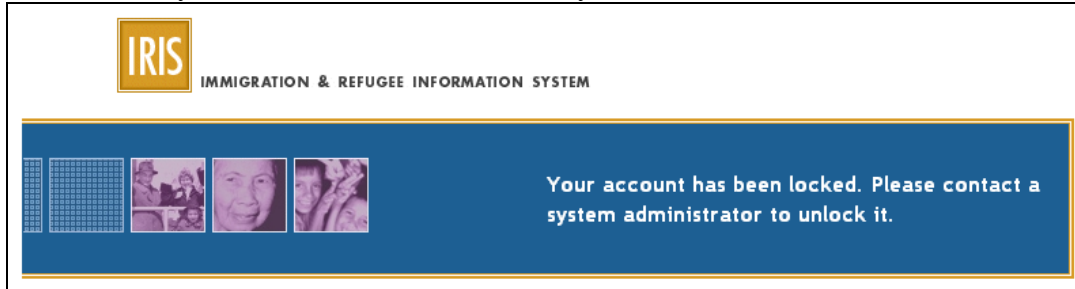 IRIS
IMMIGRATION & REFUGEE INFORMATION SYSTEM
Your account has been locked. Please contact a
system administrator to unlock it.